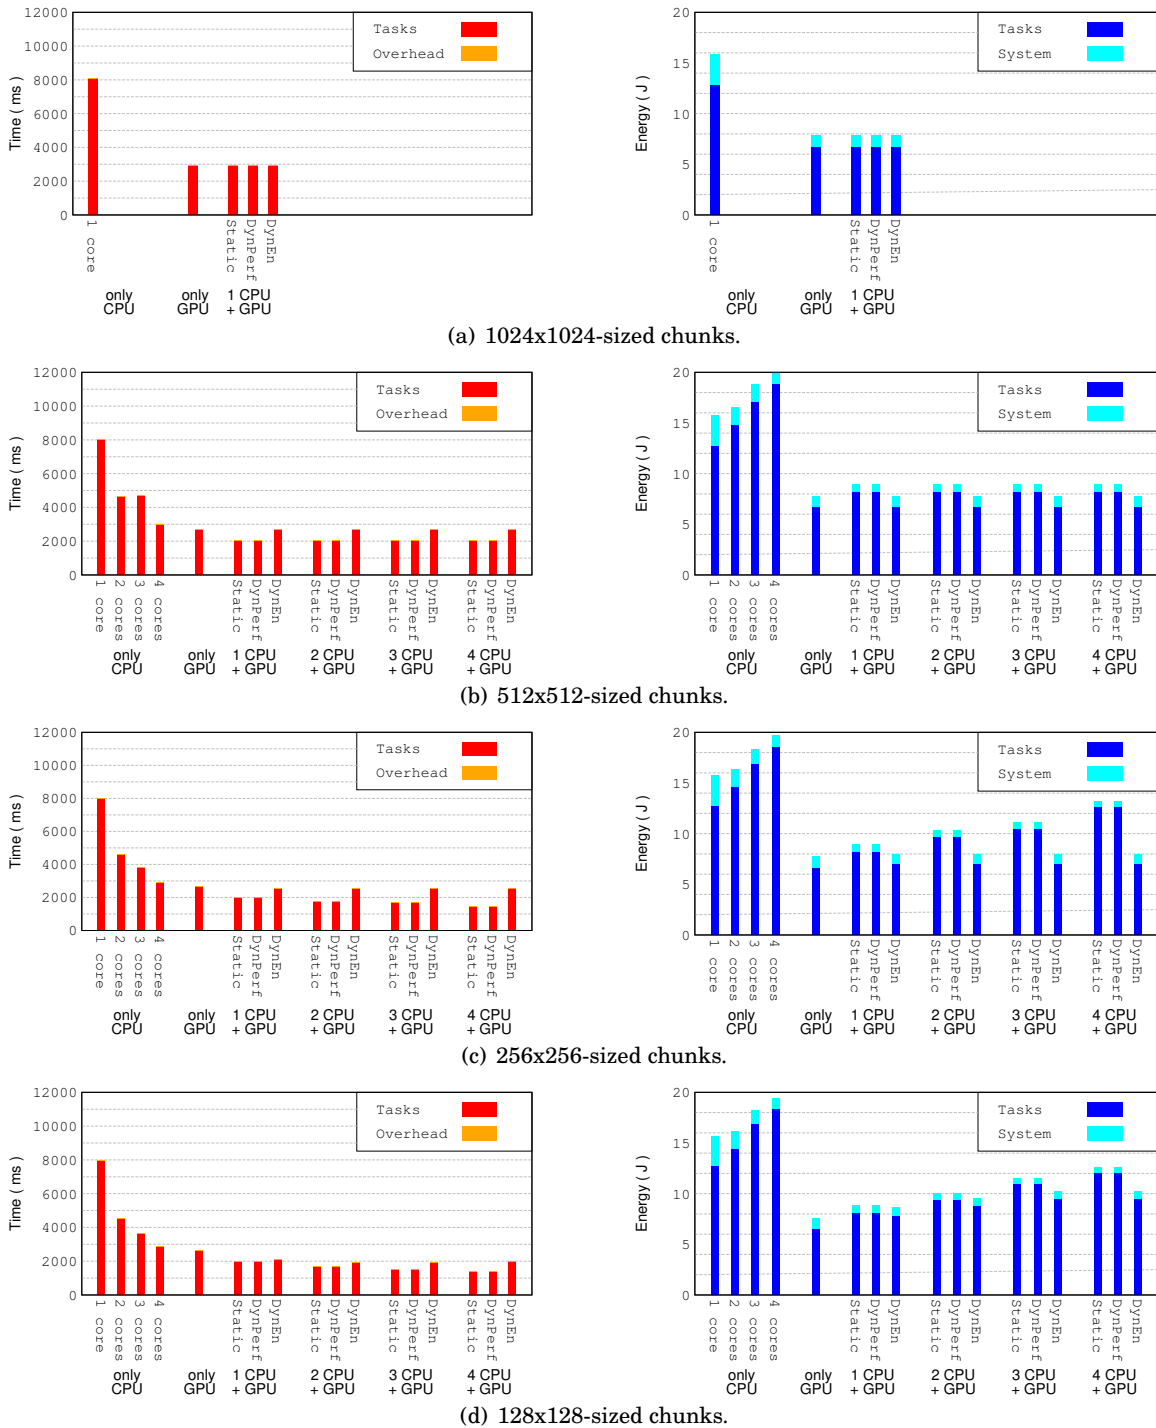 12000
10000
8000
6000
4000
2000
0
Time ( ms )
Tasks
Overhead
1 core
Static
DynPerf
DynEn
only CPU
only GPU
1 CPU + GPU
20
15
10
5
0
Energy ( J )
Tasks
System
1 core
Static
DynPerf
DynEn
only CPU
only GPU
1 CPU + GPU
(a) 1024x1024-sized chunks.
12000
10000
8000
6000
4000
2000
0
Time ( ms )
Tasks
Overhead
1 core
2 cores
3 cores
4 cores
Static
DynPerf
DynEn
Static
DynPerf
DynEn
Static
DynPerf
DynEn
Static
DynPerf
DynEn
only CPU
only GPU
1 CPU + GPU
2 CPU + GPU
3 CPU + GPU
4 CPU + GPU
20
15
10
5
0
Energy ( J )
Tasks
System
1 core
2 cores
3 cores
4 cores
Static
DynPerf
DynEn
Static
DynPerf
DynEn
Static
DynPerf
DynEn
Static
DynPerf
DynEn
only CPU
only GPU
1 CPU + GPU
2 CPU + GPU
3 CPU + GPU
4 CPU + GPU
(b) 512x512-sized chunks.
12000
10000
8000
6000
4000
2000
0
Time ( ms )
Tasks
Overhead
1 core
2 cores
3 cores
4 cores
Static
DynPerf
DynEn
Static
DynPerf
DynEn
Static
DynPerf
DynEn
Static
DynPerf
DynEn
only CPU
only GPU
1 CPU + GPU
2 CPU + GPU
3 CPU + GPU
4 CPU + GPU
20
15
10
5
0
Energy ( J )
Tasks
System
1 core
2 cores
3 cores
4 cores
Static
DynPerf
DynEn
Static
DynPerf
DynEn
Static
DynPerf
DynEn
Static
DynPerf
DynEn
only CPU
only GPU
1 CPU + GPU
2 CPU + GPU
3 CPU + GPU
4 CPU + GPU
(c) 256x256-sized chunks.
12000
10000
8000
6000
4000
2000
0
Time ( ms )
Tasks
Overhead
1 core
2 cores
3 cores
4 cores
Static
DynPerf
DynEn
Static
DynPerf
DynEn
Static
DynPerf
DynEn
Static
DynPerf
DynEn
only CPU
only GPU
1 CPU + GPU
2 CPU + GPU
3 CPU + GPU
4 CPU + GPU
20
15
10
5
0
Energy ( J )
Tasks
System
1 core
2 cores
3 cores
4 cores
Static
DynPerf
DynEn
Static
DynPerf
DynEn
Static
DynPerf
DynEn
Static
DynPerf
DynEn
only CPU
only GPU
1 CPU + GPU
2 CPU + GPU
3 CPU + GPU
4 CPU + GPU
(d) 128x128-sized chunks.